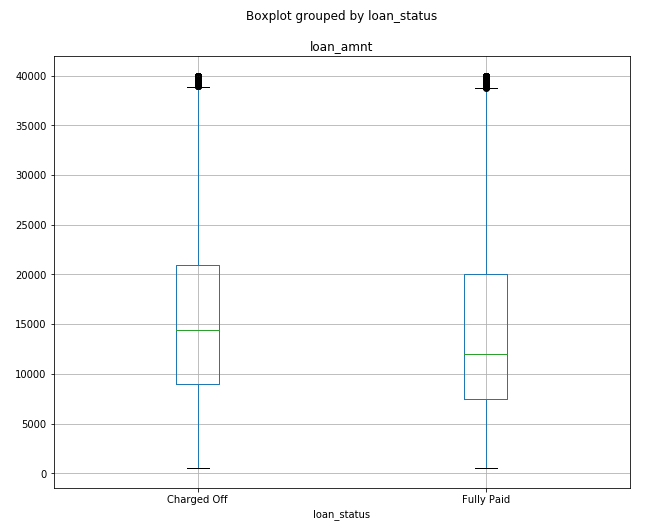 Boxplot grouped by loan_status
loan_amnt
40000
35000
30000
25000
20000
15000
10000
5000
0
Charged Off
Fully Paid
loan_status